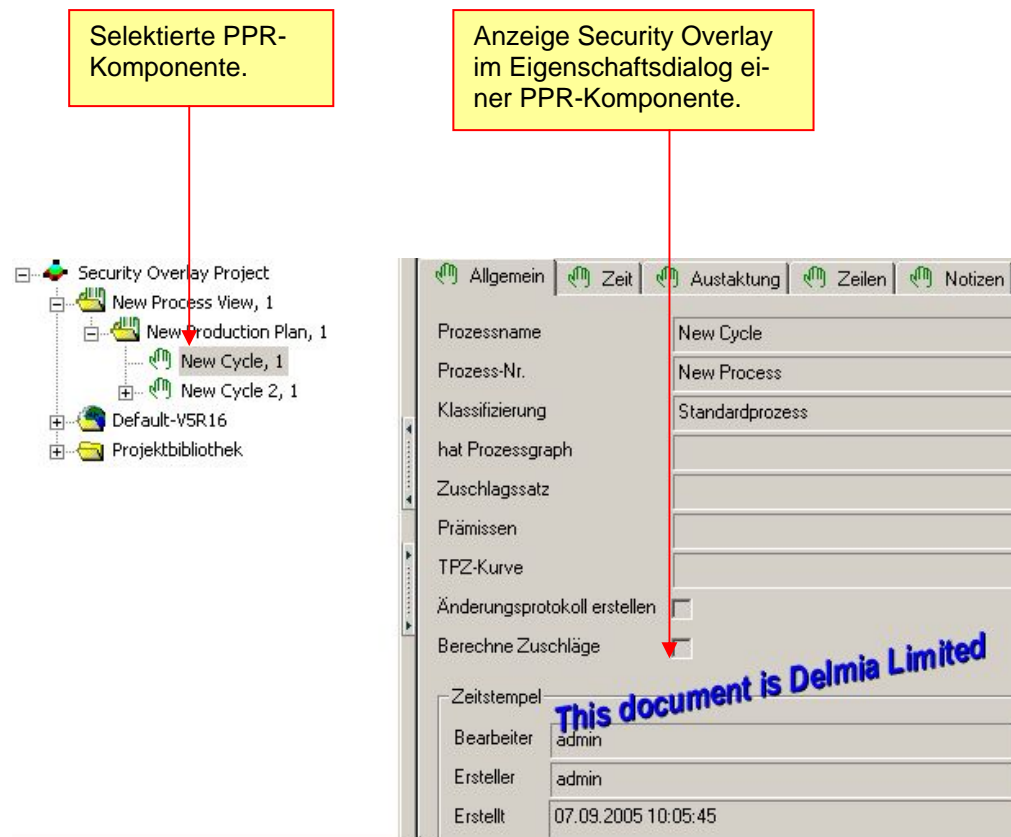 Selektierte PPR-
Komponente.
Anzeige Security Overlay
im Eigenschaftsdialog ei-
ner PPR-Komponente.
Security Overlay Project
New Process View, 1
New Production Plan, 1
New Cycle, 1
New Cycle 2, 1
Default-V5R16
Projektbibliothek
Allgemein Zeit Austaktung Zeilen Notizen
Prozessname New Cycle
Prozess-Nr. New Process
Klassifizierung Standardprozess
hat Prozessgraph
Zuschlagssatz
Prämissen
TPZ-Kurve
Änderungsprotokoll erstellen
Berechne Zuschläge
This document is Delmia Limited
Zeitstempel
Bearbeiter admin
Ersteller admin
Erstellt 07.09.2005 10:05:45